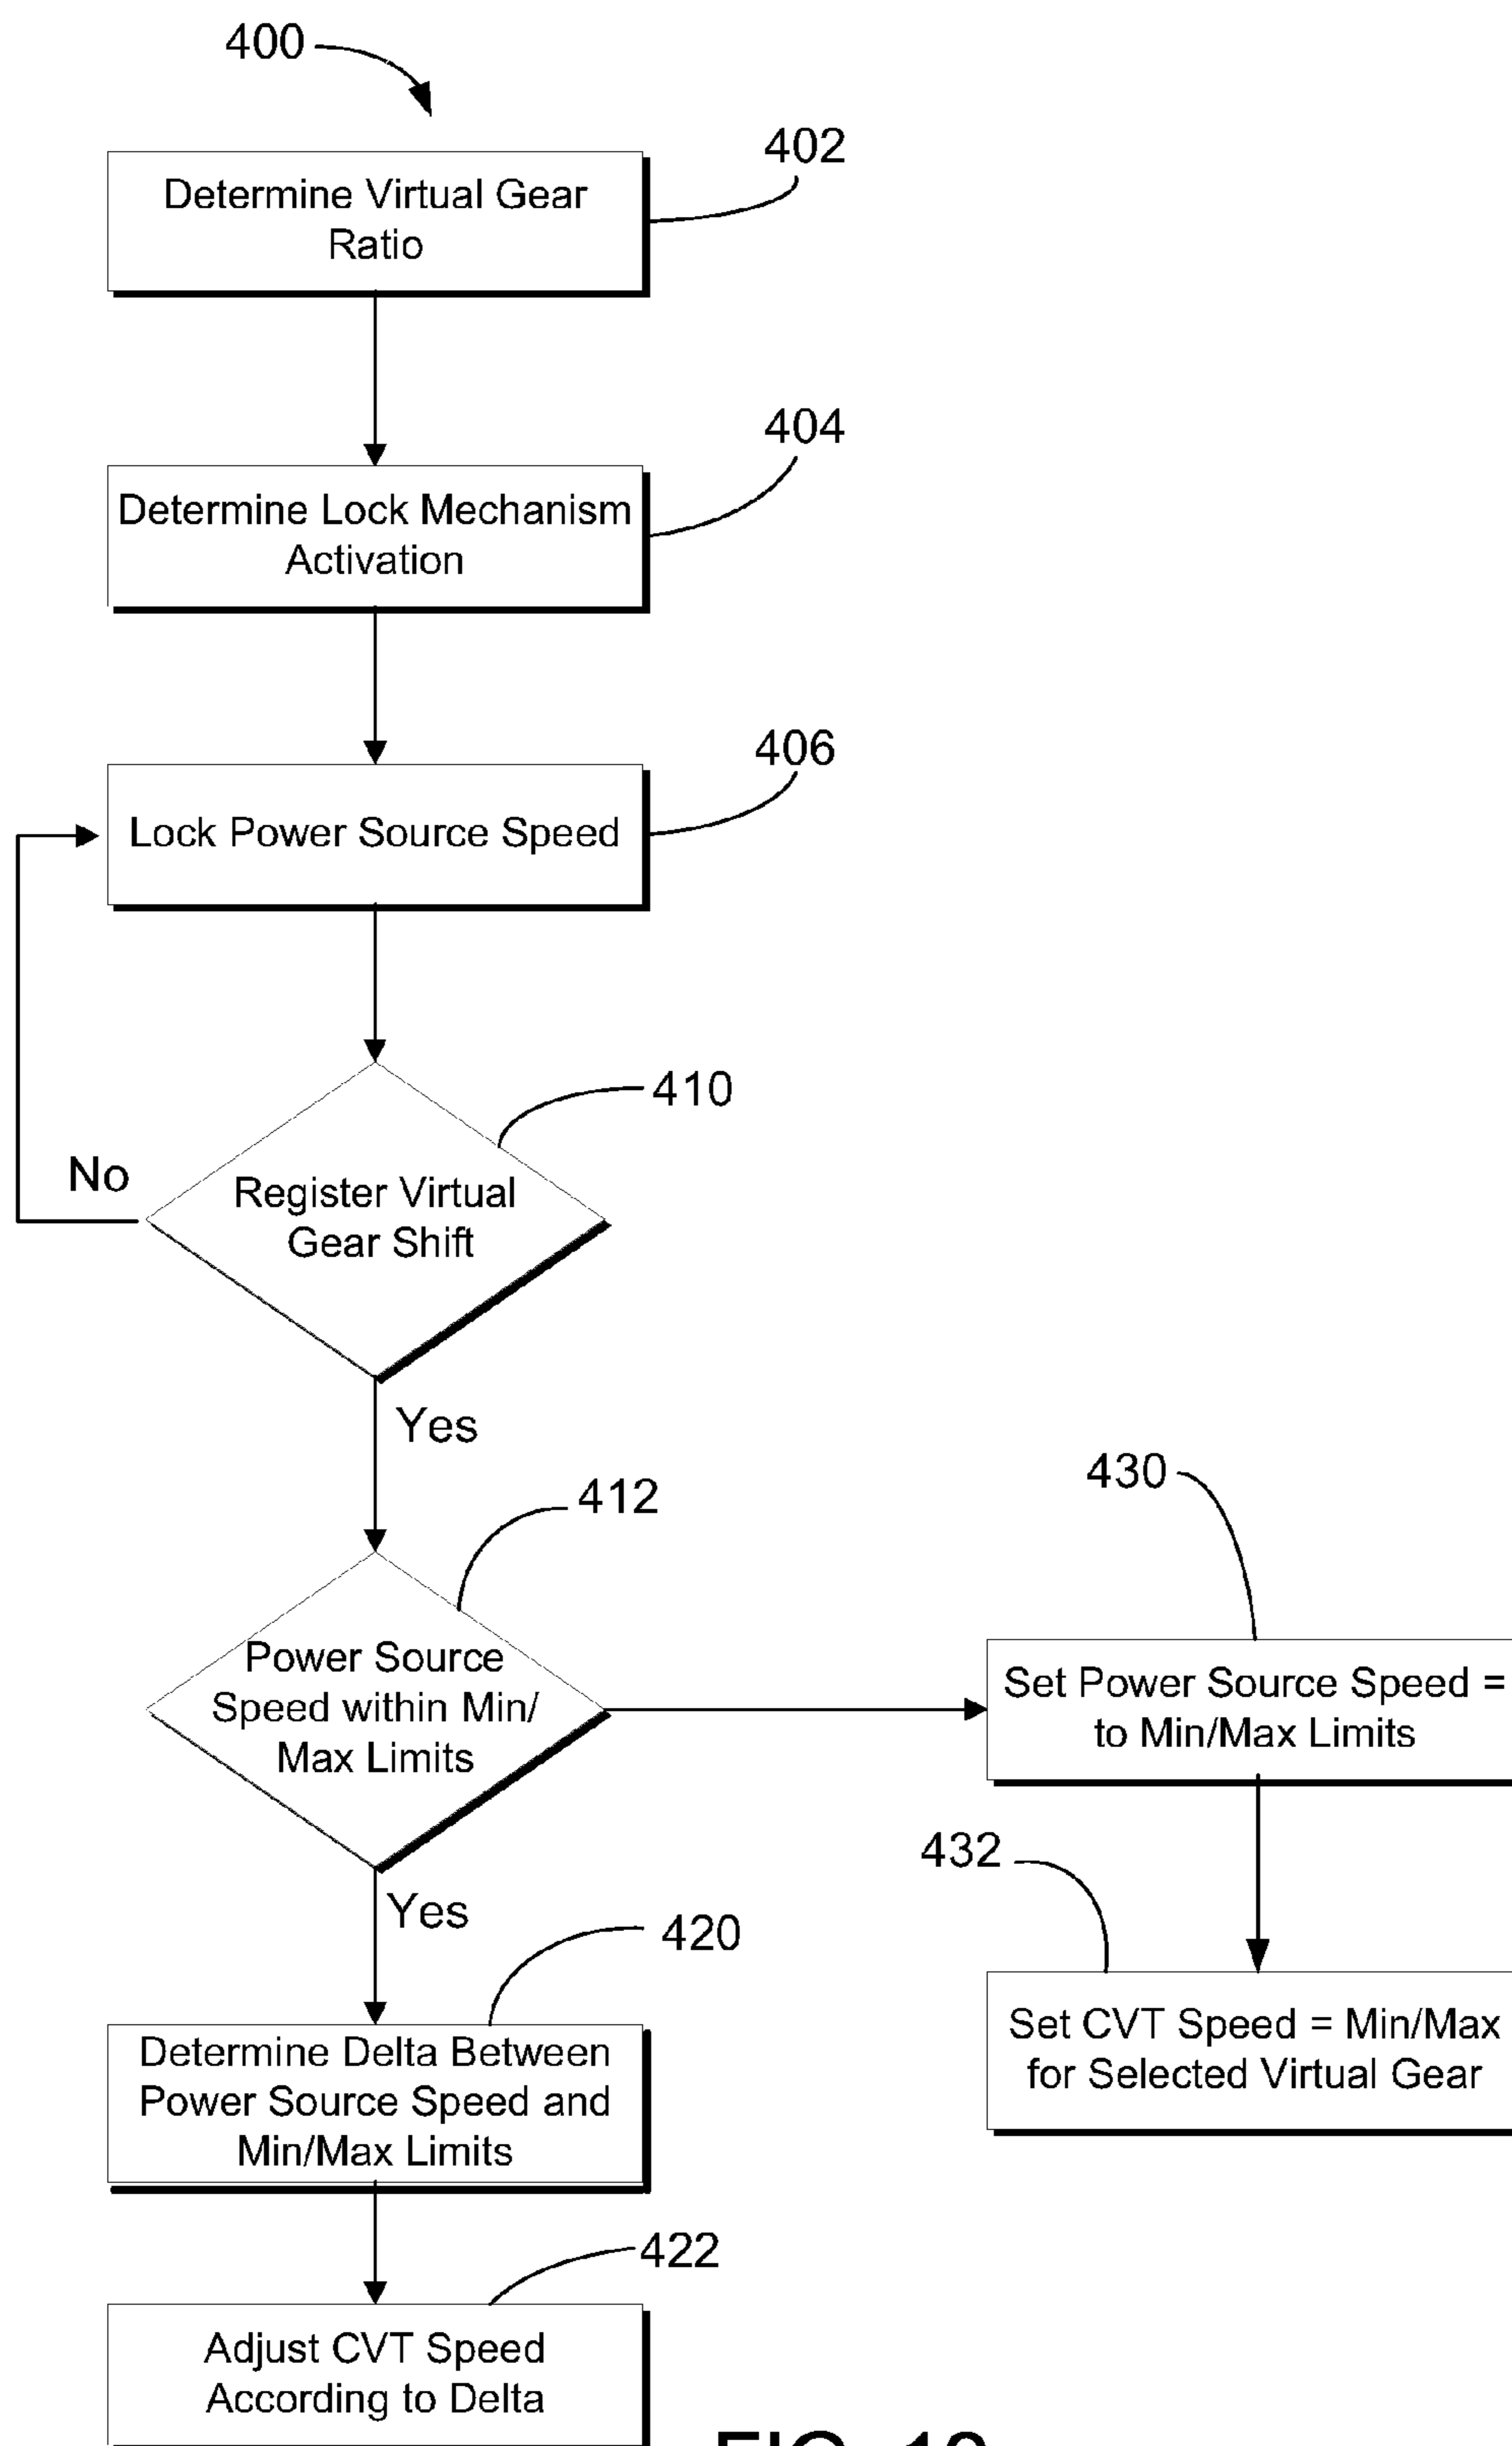 400
402
Determine Virtual Gear
Ratio
404
Determine Lock Mechanism
Activation
406
Lock Power Source Speed
410
No
Register Virtual
Gear Shift
Yes
412
430
Power Source
Speed within Min/
Max Limits
Set Power Source Speed =
to Min/Max Limits
432
Yes
420
Set CVT Speed = Min/Max
for Selected Virtual Gear
Determine Delta Between
Power Source Speed and
Min/Max Limits
422
Adjust CVT Speed
According to Delta